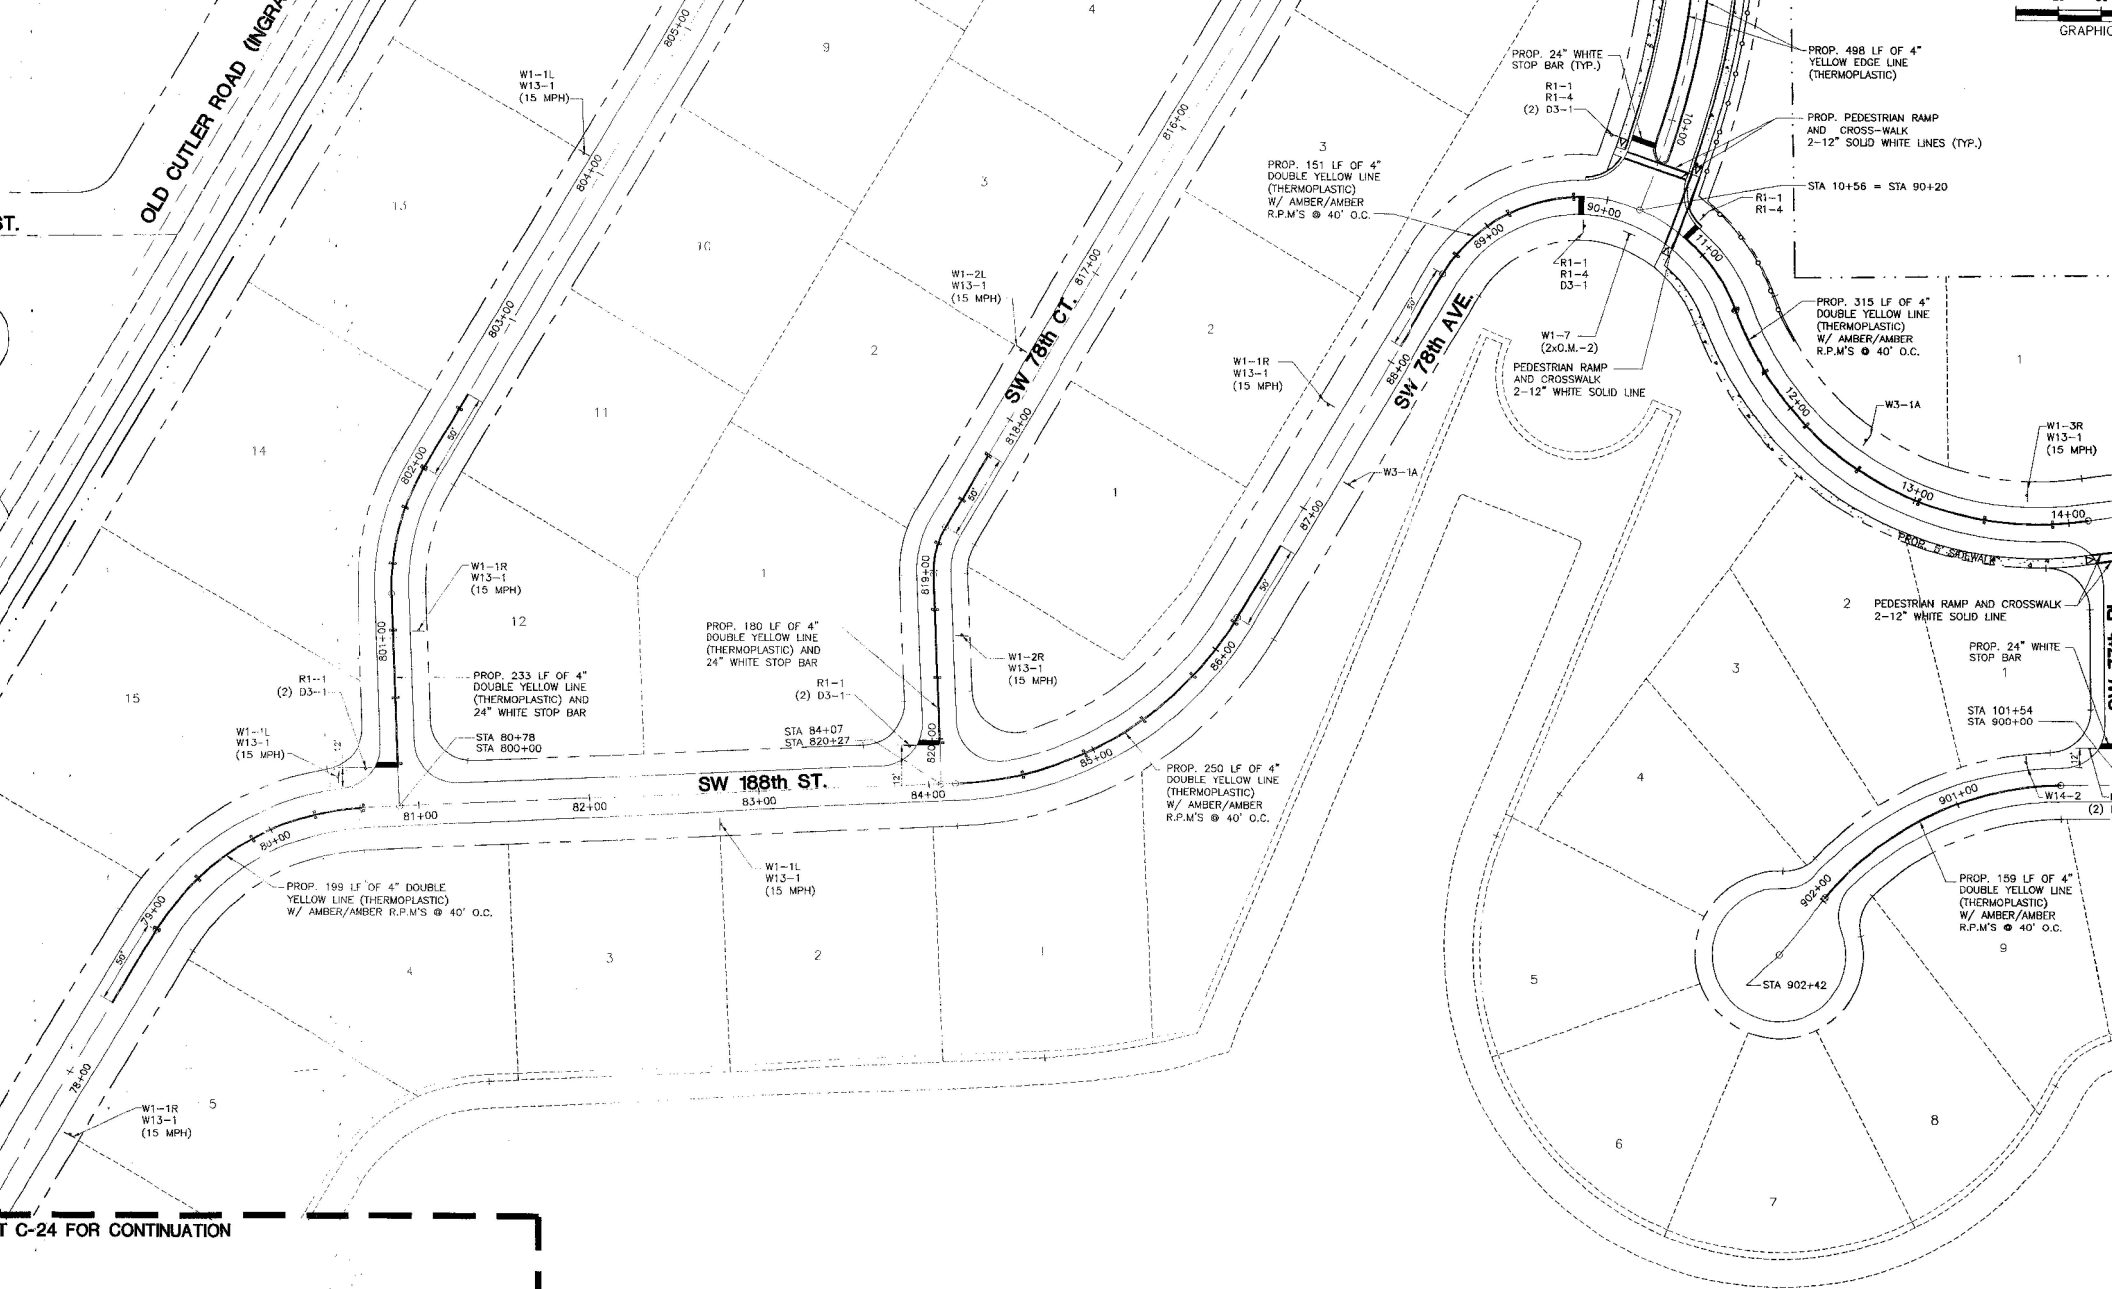 OLD CUTLER ROAD (INGRA
ST.
W1-1L
W13-1
(15 MPH)
805+00
804+00
803+00
802+00
801+00
13
14
15
9
10
11
12
4
3
2
1
W1-1R
W13-1
(15 MPH)
R1-1
(2) D3-1
W1-1L
W13-1
(15 MPH)
12'
50'
PROP. 233 LF OF 4"
DOUBLE YELLOW LINE
(THERMOPLASTIC) AND
24" WHITE STOP BAR
STA 80+78
STA 800+00
PROP. 199 LF OF 4" DOUBLE
YELLOW LINE (THERMOPLASTIC)
W/ AMBER/AMBER R.P.M'S @ 40' O.C.
78+00
79+00
80+00
81+00
82+00
83+00
84+00
85+00
86+00
87+00
88+00
89+00
90+00
50'
W1-1R
W13-1
(15 MPH)
5
4
3
2
1
T C-24 FOR CONTINUATION
SW 188th ST.
W1-1L
W13-1
(15 MPH)
PROP. 180 LF OF 4"
DOUBLE YELLOW LINE
(THERMOPLASTIC) AND
24" WHITE STOP BAR
R1-1
(2) D3-1
STA 84+07
STA 820+27
12'
W1-2R
W13-1
(15 MPH)
W1-2L
W13-1
(15 MPH)
SW 78th CT.
816+00
817+00
818+00
819+00
820+00
50'
PROP. 250 LF OF 4"
DOUBLE YELLOW LINE
(THERMOPLASTIC)
W/ AMBER/AMBER
R.P.M'S @ 40' O.C.
50'
3
2
1
W1-1R
W13-1
(15 MPH)
W3-1A
SW 78th AVE.
50'
PROP. 151 LF OF 4"
DOUBLE YELLOW LINE
(THERMOPLASTIC)
W/ AMBER/AMBER
R.P.M'S @ 40' O.C.
PROP. 24" WHITE
STOP BAR (TYP.)
R1-1
R1-4
(2) D3-1
R1-1
R1-4
D3-1
W1-7
(2xO.M.-2)
PEDESTRIAN RAMP
AND CROSSWALK
2-12" WHITE SOLID LINE
GRAPHIC
PROP. 498 LF OF 4"
YELLOW EDGE LINE
(THERMOPLASTIC)
PROP. PEDESTRIAN RAMP
AND CROSS-WALK
2-12" SOLID WHITE LINES (TYP.)
STA 10+56 = STA 90+20
R1-1
R1-4
10+00
11+00
12+00
13+00
14+00
PROP. 315 LF OF 4"
DOUBLE YELLOW LINE
(THERMOPLASTIC)
W/ AMBER/AMBER
R.P.M'S @ 40' O.C.
1
W3-1A
W1-3R
W13-1
(15 MPH)
PROP. 5' SIDEWALK
PEDESTRIAN RAMP AND CROSSWALK
2-12" WHITE SOLID LINE
PROP. 24" WHITE
STOP BAR
STA 101+54
STA 900+00
12'
W14-2
(2)
901+00
902+00
PROP. 159 LF OF 4"
DOUBLE YELLOW LINE
(THERMOPLASTIC)
W/ AMBER/AMBER
R.P.M'S @ 40' O.C.
STA 902+42
1
2
3
4
5
6
7
8
9